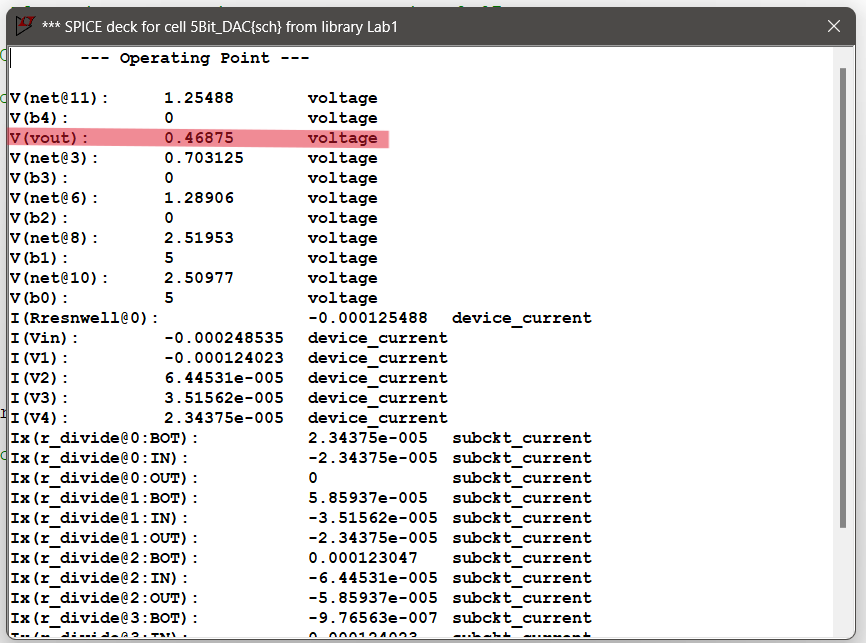 *** SPICE deck for cell 5Bit_DAC{sch} from library Lab1
--- Operating Point ---
V(net@11): 1.25488 voltage
V(b4): 0 voltage
V(vout): 0.46875 voltage
V(net@3): 0.703125 voltage
V(b3): 0 voltage
V(net@6): 1.28906 voltage
V(b2): 0 voltage
V(net@8): 2.51953 voltage
V(b1): 5 voltage
V(net@10): 2.50977 voltage
V(b0): 5 voltage
I(Rresnwell@0): -0.000125488 device_current
I(Vin): -0.000248535 device_current
I(V1): -0.000124023 device_current
I(V2): 6.44531e-005 device_current
I(V3): 3.51562e-005 device_current
I(V4): 2.34375e-005 device_current
Ix(r_divide@0:BOT): 2.34375e-005 subckt_current
Ix(r_divide@0:IN): -2.34375e-005 subckt_current
Ix(r_divide@0:OUT): 0 subckt_current
Ix(r_divide@1:BOT): 5.85937e-005 subckt_current
Ix(r_divide@1:IN): -3.51562e-005 subckt_current
Ix(r_divide@1:OUT): -2.34375e-005 subckt_current
Ix(r_divide@2:BOT): 0.000123047 subckt_current
Ix(r_divide@2:IN): -6.44531e-005 subckt_current
Ix(r_divide@2:OUT): -5.85937e-005 subckt_current
Ix(r_divide@3:BOT): -9.76563e-007 subckt_current
Ix(r_divide@3:IN): 0.000124023 subckt_current